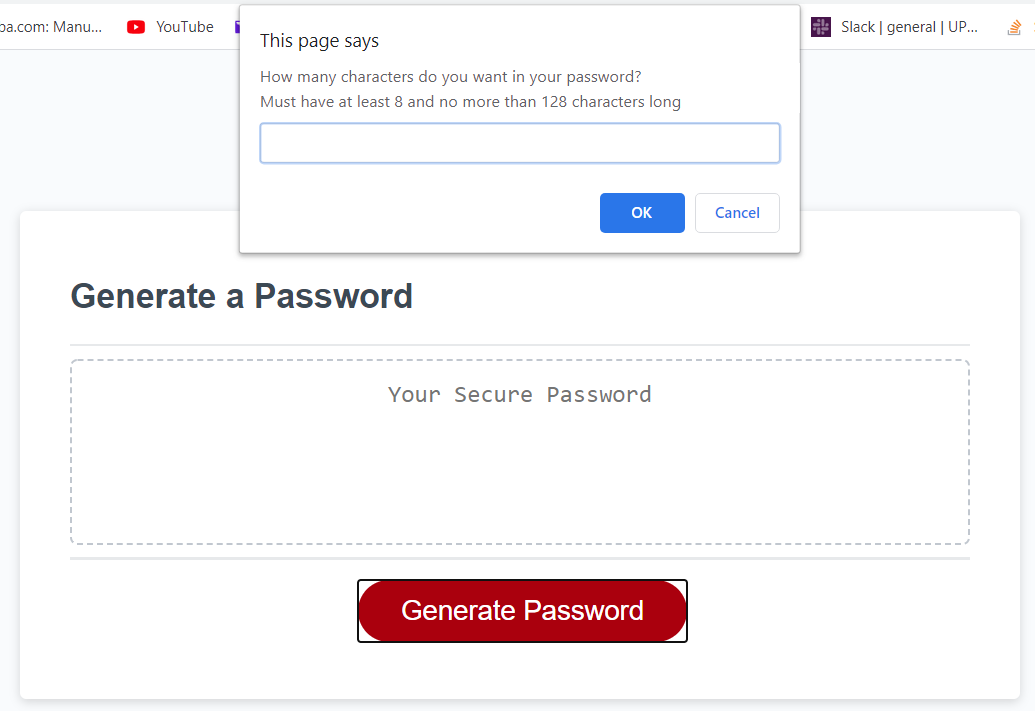 pa.com: Manu...
YouTube
Slack | general | UP...
This page says
How many characters do you want in your password?
Must have at least 8 and no more than 128 characters long
OK
Cancel
Generate a Password
Your Secure Password
Generate Password